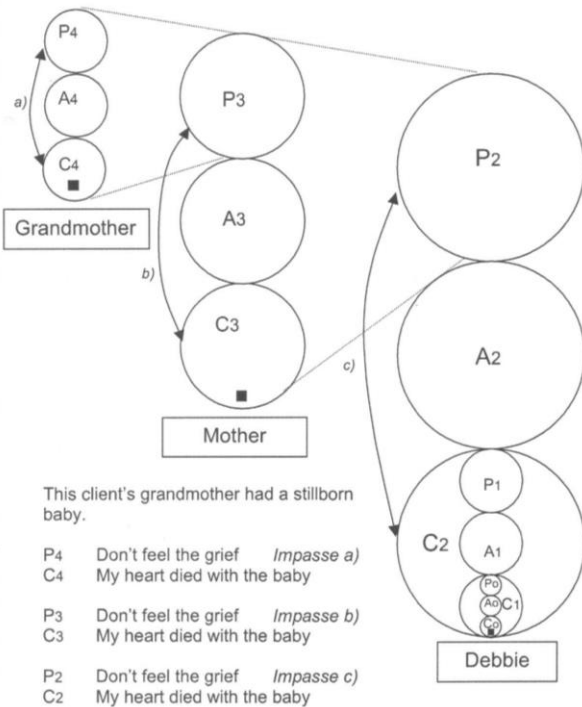 P4
A4
C4
a)
Grandmother
P3
A3
C3
b)
Mother
P2
A2
C2
c)
P1
A1
C1
Po
Ao
Co
Debbie
This client's grandmother had a stillborn
baby.
P4 Don't feel the grief Impasse a)
C4 My heart died with the baby
P3 Don't feel the grief Impasse b)
C3 My heart died with the baby
P2 Don't feel the grief Impasse c)
C2 My heart died with the baby